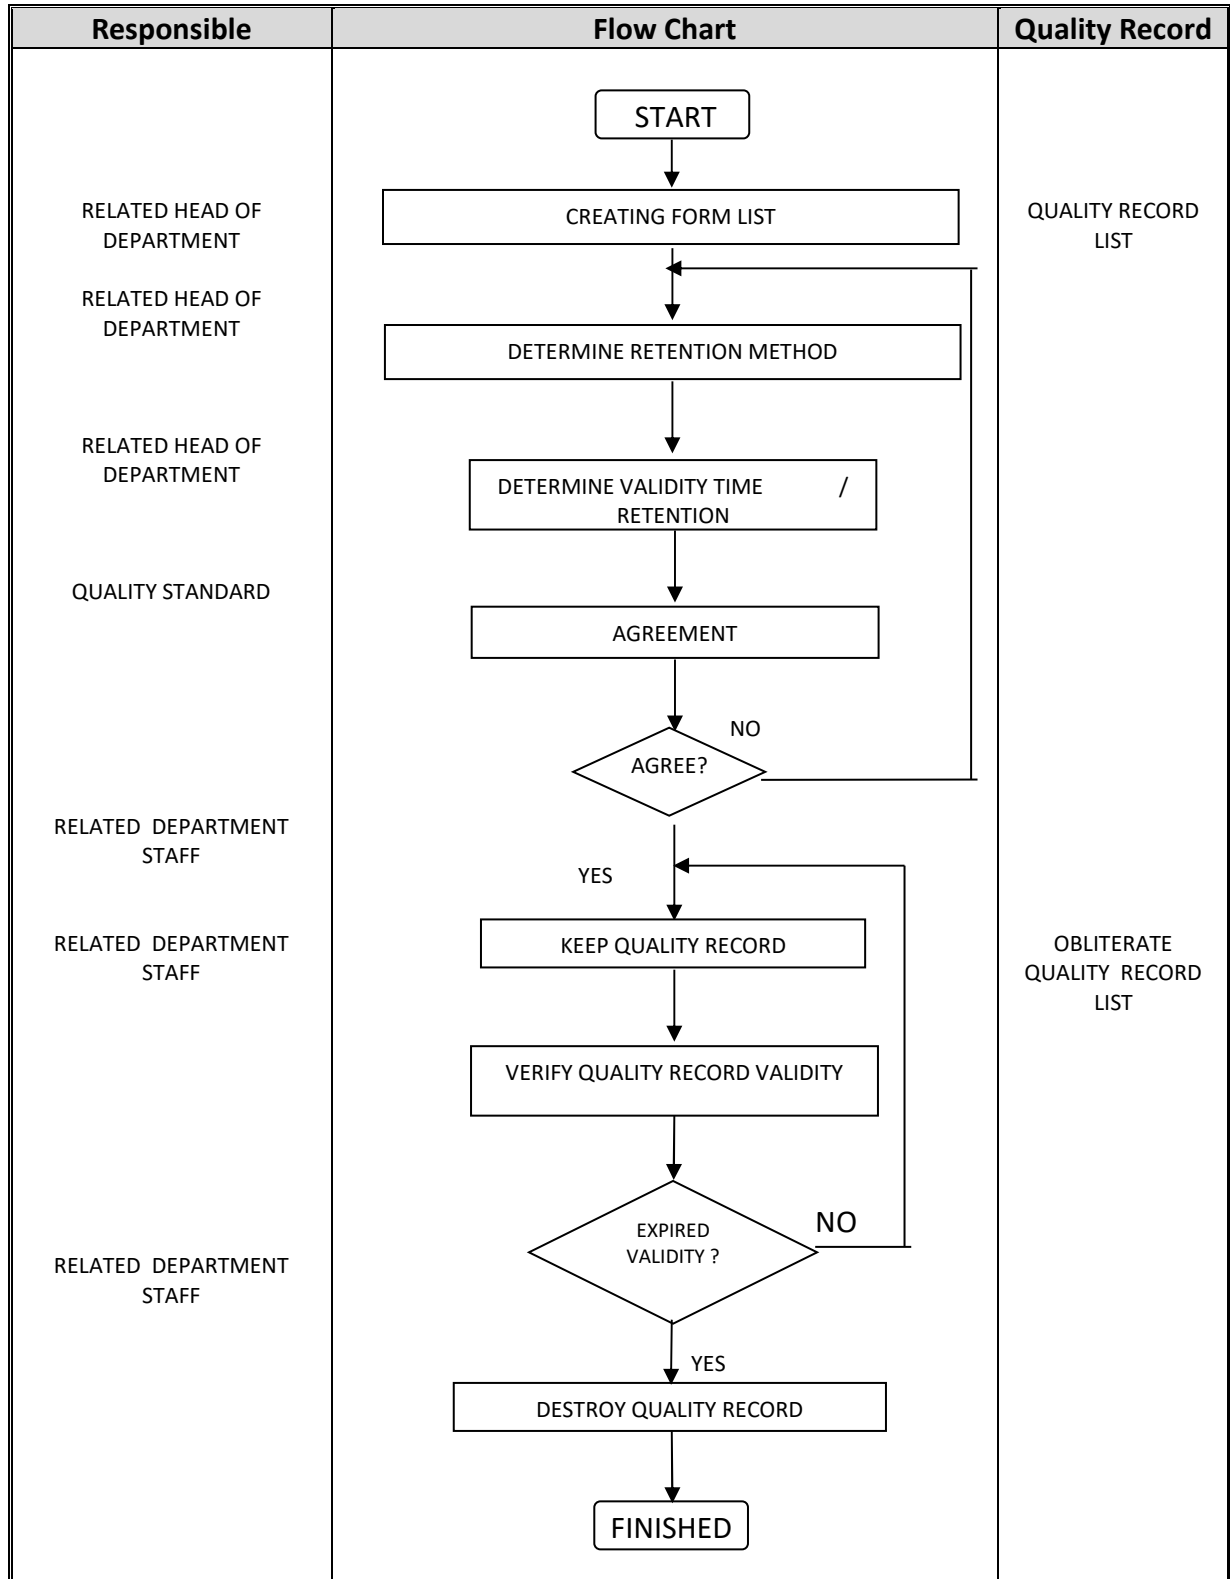 Responsible
Flow Chart
Quality Record
START
RELATED HEAD OF
DEPARTMENT
CREATING FORM LIST
QUALITY RECORD
LIST
RELATED HEAD OF
DEPARTMENT
DETERMINE RETENTION METHOD
RELATED HEAD OF
DEPARTMENT
DETERMINE VALIDITY TIME /
RETENTION
QUALITY STANDARD
AGREEMENT
NO
AGREE?
RELATED DEPARTMENT
STAFF
YES
RELATED DEPARTMENT
STAFF
KEEP QUALITY RECORD
OBLITERATE
QUALITY RECORD
LIST
VERIFY QUALITY RECORD VALIDITY
EXPIRED
VALIDITY ?
NO
RELATED DEPARTMENT
STAFF
YES
DESTROY QUALITY RECORD
FINISHED